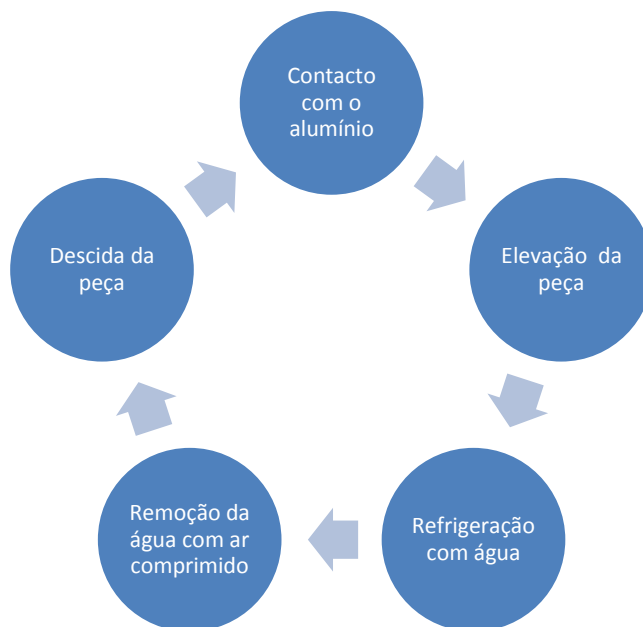 Contacto
com o
alumínio
Elevação  da
peça
Refrigeração
com água
Remoção da
água com ar
comprimido
Descida da
peça